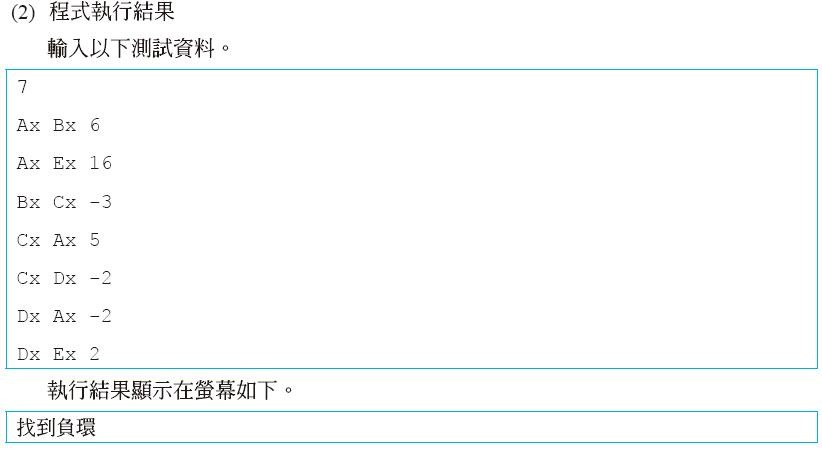 (2) 程式執行結果
輸入以下測試資料。
7
Ax Bx 6
Ax Ex 16
Bx Cx -3
Cx Ax 5
Cx Dx -2
Dx Ax -2
Dx Ex 2
執行結果顯示在螢幕如下。
找到負環